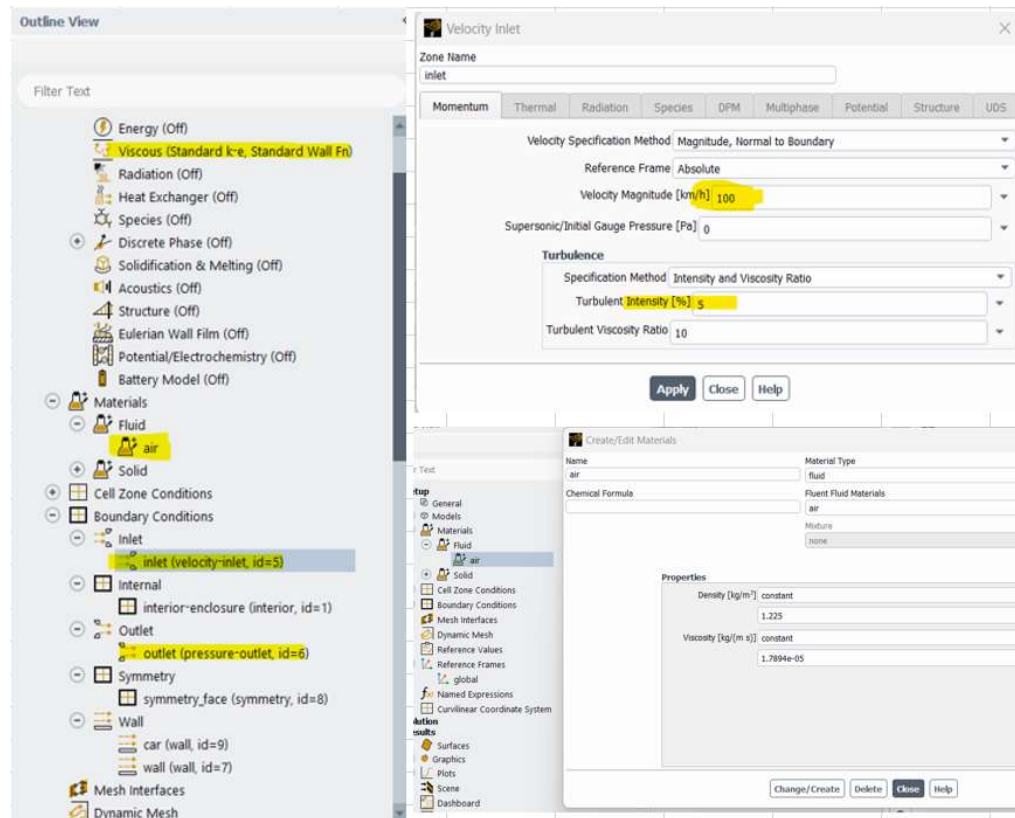 Outline View
Filter Text
Energy (Off)
Viscous (Standard k-e, Standard Wall Fn)
Radiation (Off)
Heat Exchanger (Off)
Species (Off)
Discrete Phase (Off)
Solidification & Melting (Off)
Acoustics (Off)
Structure (Off)
Eulerian Wall Film (Off)
Potential/Electrochemistry (Off)
Battery Model (Off)
Materials
Fluid
air
Solid
Cell Zone Conditions
Boundary Conditions
Inlet
inlet (velocity-inlet, id=5)
Internal
interior-enclosure (interior, id=1)
Outlet
outlet (pressure-outlet, id=6)
Symmetry
symmetry_face (symmetry, id=8)
Wall
car (wall, id=9)
wall (wall, id=7)
Mesh Interfaces
Dynamic Mesh
Velocity Inlet
Zone Name
inlet
Momentum Thermal Radiation Species DPM Multiphase Potential Structure UDS
Velocity Specification Method Magnitude, Normal to Boundary
Reference Frame Absolute
Velocity Magnitude [km/h] 100
Supersonic/Initial Gauge Pressure [Pa] 0
Turbulence
Specification Method Intensity and Viscosity Ratio
Turbulent Intensity [%] 5
Turbulent Viscosity Ratio 10
Apply Close Help
r Text
etup
General
Models
Materials
Fluid
air
Solid
Cell Zone Conditions
Boundary Conditions
Mesh Interfaces
Dynamic Mesh
Reference Values
Reference Frames
global
Named Expressions
Curvilinear Coordinate System
lution
esults
Surfaces
Graphics
Plots
Scene
Dashboard
Create/Edit Materials
Name Material Type
air fluid
Chemical Formula Fluent Fluid Materials
air
Mixture
none
Properties
Density [kg/m³] constant
1.225
Viscosity [kg/(m s)] constant
1.7894e-05
Change/Create Delete Close Help